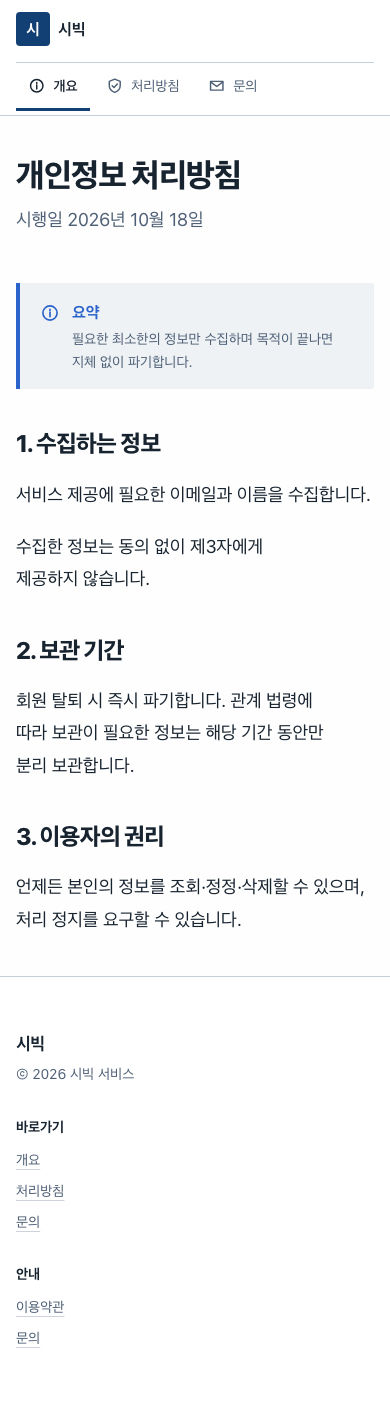 시 시빅
개요 처리방침 문의
개인정보 처리방침
시행일 2026년 10월 18일
요약
필요한 최소한의 정보만 수집하며 목적이 끝나면
지체 없이 파기합니다.
1. 수집하는 정보
서비스 제공에 필요한 이메일과 이름을 수집합니다.
수집한 정보는 동의 없이 제3자에게
제공하지 않습니다.
2. 보관 기간
회원 탈퇴 시 즉시 파기합니다. 관계 법령에
따라 보관이 필요한 정보는 해당 기간 동안만
분리 보관합니다.
3. 이용자의 권리
언제든 본인의 정보를 조회·정정·삭제할 수 있으며,
처리 정지를 요구할 수 있습니다.
시빅
© 2026 시빅 서비스
바로가기
개요
처리방침
문의
안내
이용약관
문의